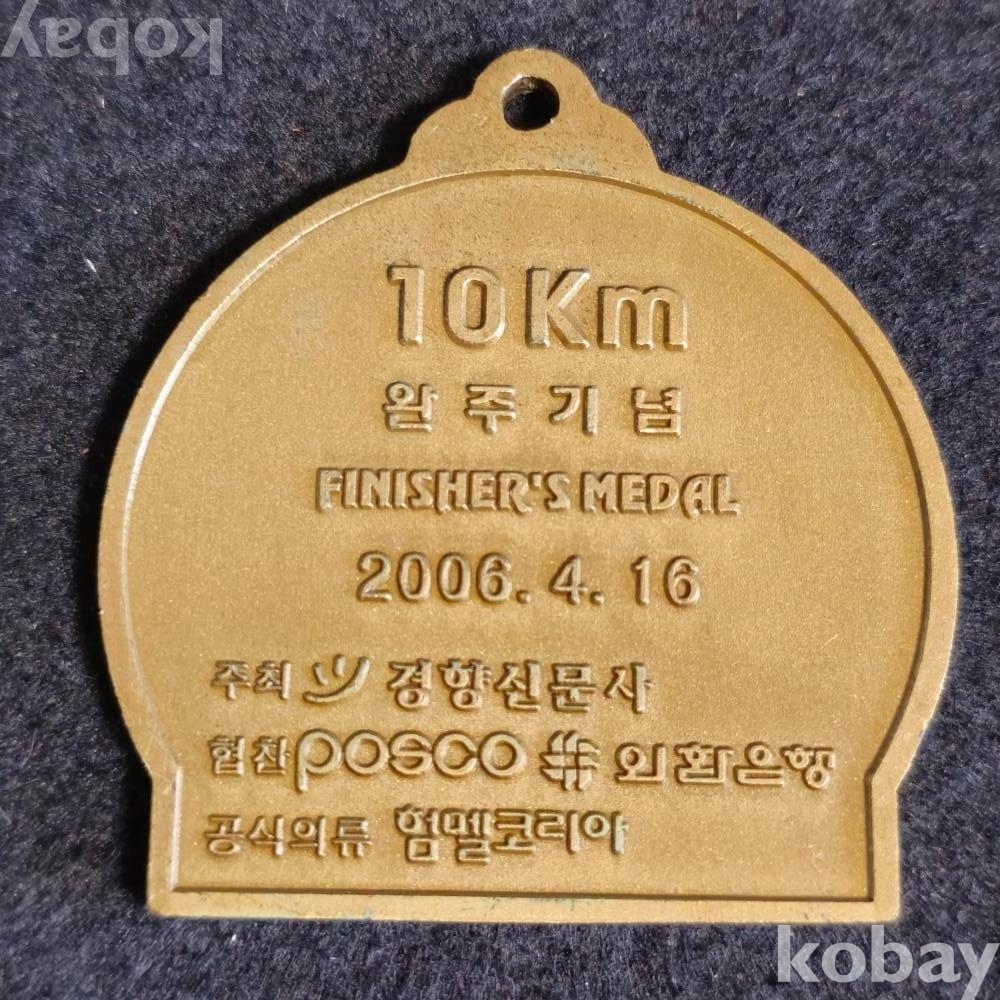 kobay
10Km
완주기념
FINISHER'S MEDAL
2006. 4. 16
주최 경향신문사
협찬 posco 외환은행
공식의류 험멜코리아
kobay